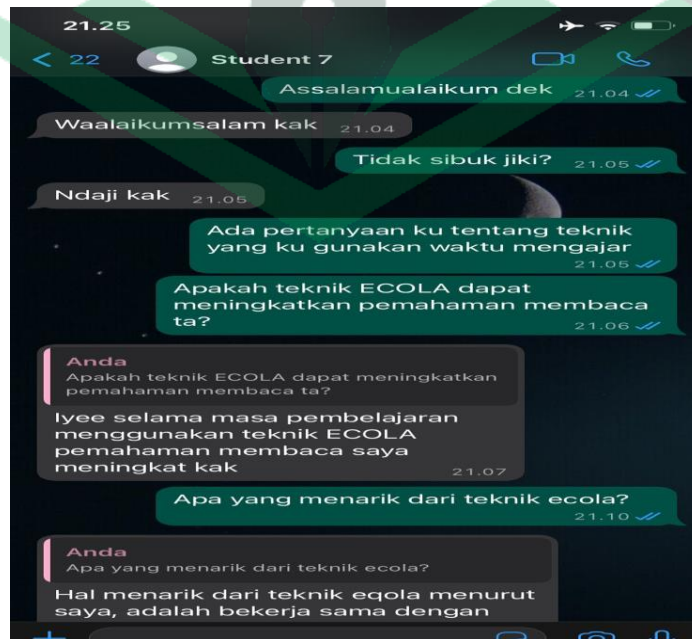 21.25
22 Student 7
Assalamualaikum dek 21.04
Waalaikumsalam kak 21.04
Tidak sibuk jiki? 21.05
Ndaji kak 21.05
Ada pertanyaan ku tentang teknik
yang ku gunakan waktu mengajar
21.05
Apakah teknik ECOLA dapat
meningkatkan pemahaman membaca
ta? 21.06
Anda
Apakah teknik ECOLA dapat meningkatkan
pemahaman membaca ta?
Iyee selama masa pembelajaran
menggunakan teknik ECOLA
pemahaman membaca saya
meningkat kak 21.07
Apa yang menarik dari teknik ecola?
21.10
Anda
Apa yang menarik dari teknik ecola?
Hal menarik dari teknik eqola menurut
saya, adalah bekerja sama dengan